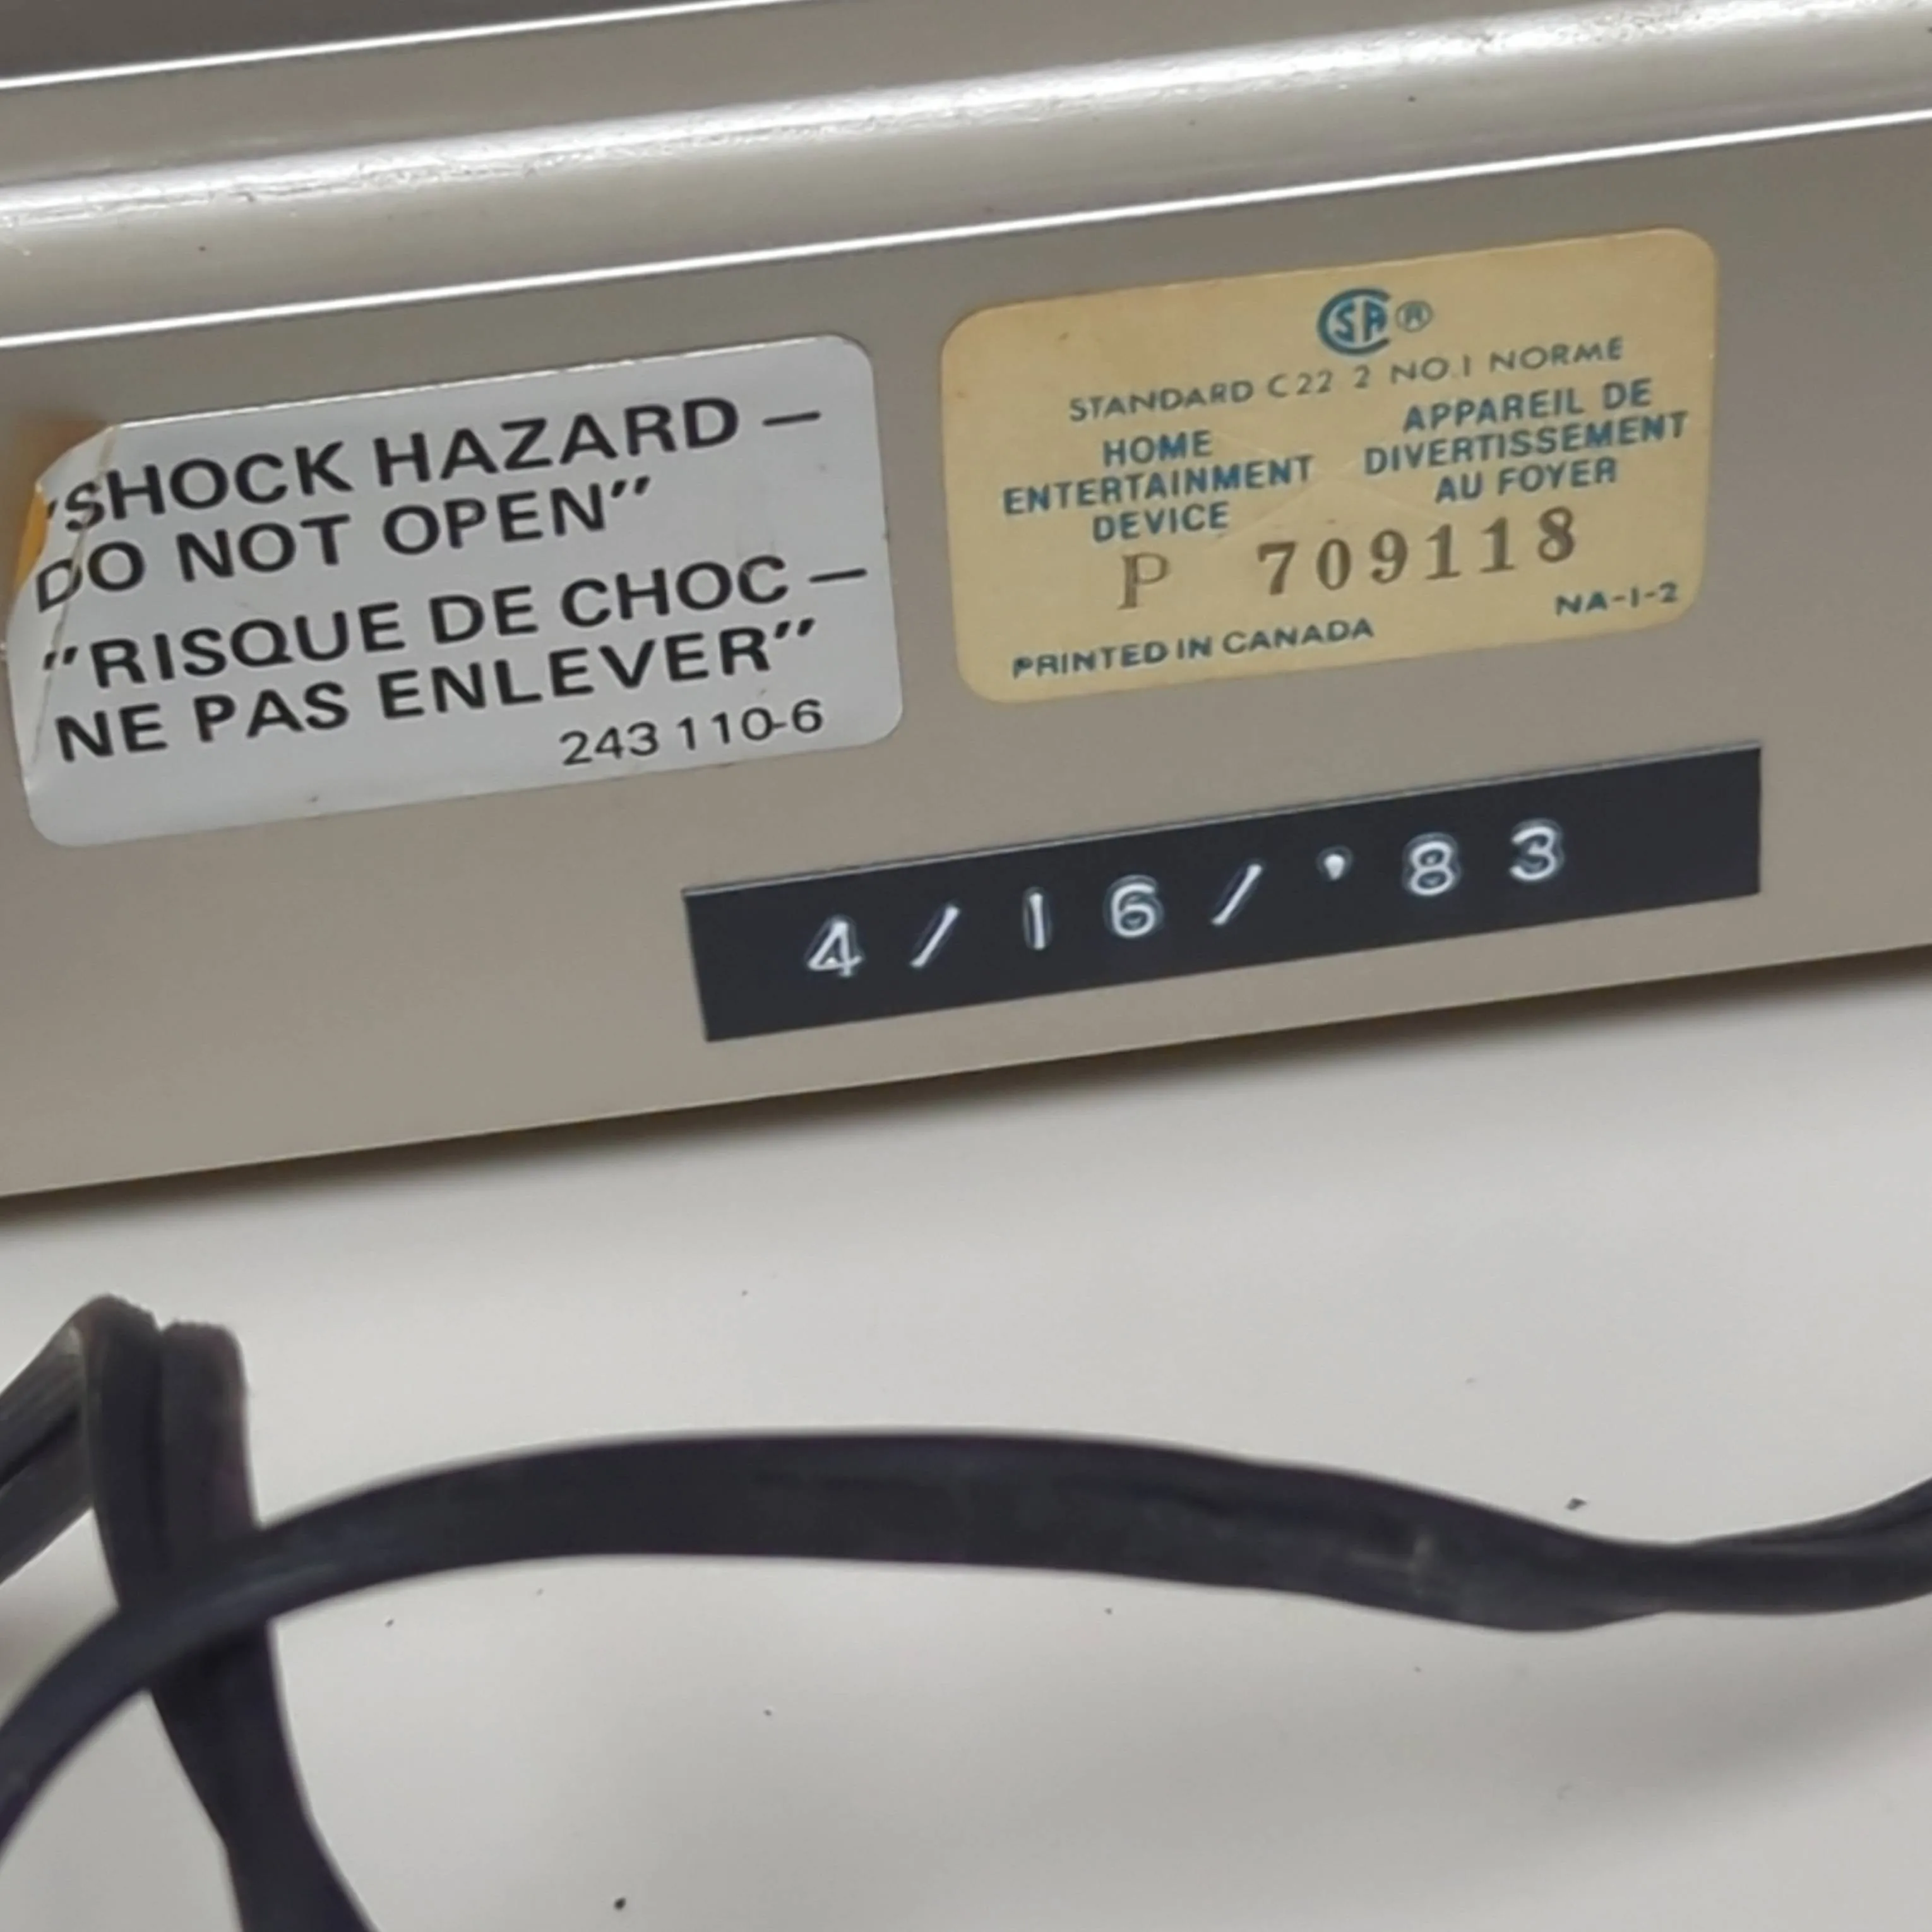 "SHOCK HAZARD —
DO NOT OPEN"
"RISQUE DE CHOC —
NE PAS ENLEVER"
243 110-6
SA ®
STANDARD C22 2 NO. 1 NORME
HOME
ENTERTAINMENT
DEVICE
APPAREIL DE
DIVERTISSEMENT
AU FOYER
P 709118
NA-1-2
PRINTED IN CANADA
4/16/'83